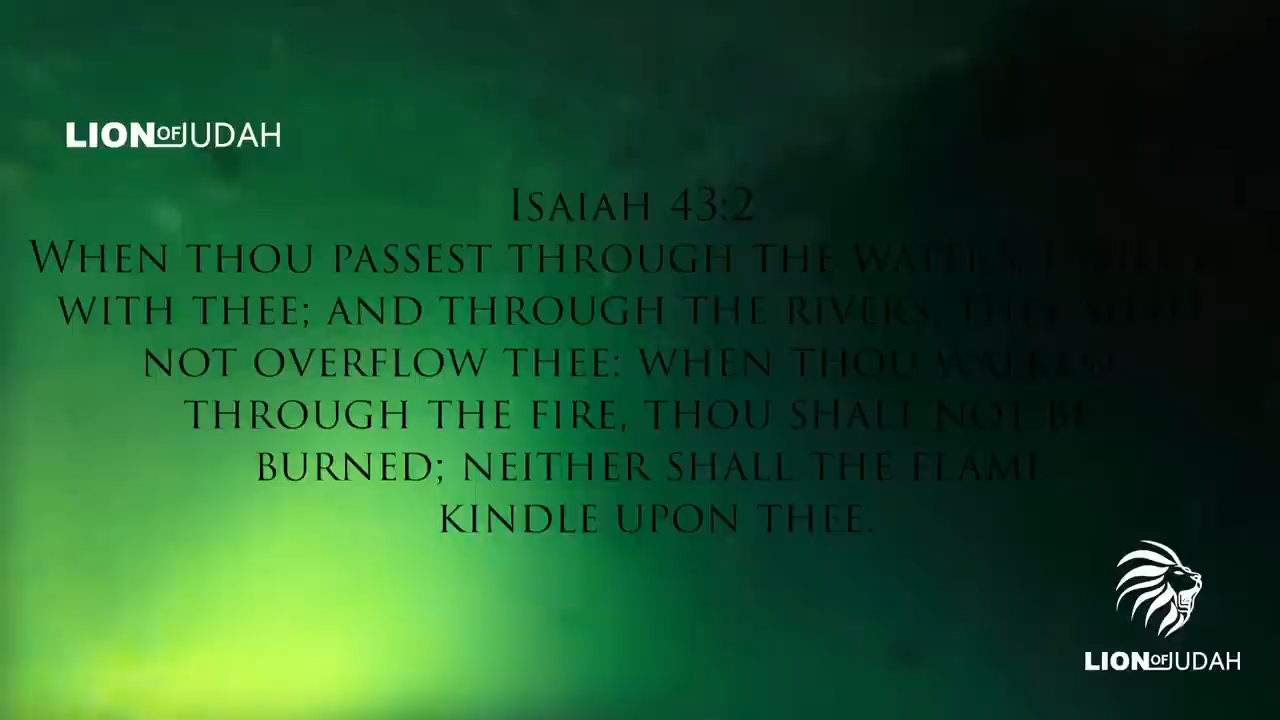 LION OF JUDAH
Isaiah 43:2
When thou passest through the waters, I will be
with thee; and through the rivers, they shall
not overflow thee: when thou walkest
through the fire, thou shalt not be
burned; neither shall the flame
kindle upon thee.
LION OF JUDAH